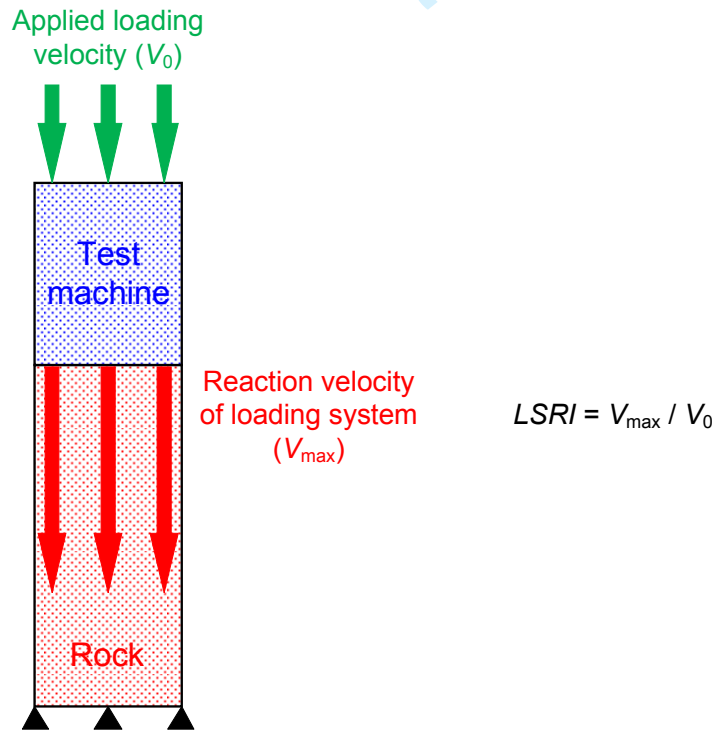 Applied loading
velocity (V₀)
Test
machine
Reaction velocity
of loading system
(Vₘₐₓ)
LSRI = Vₘₐₓ / V₀
Rock